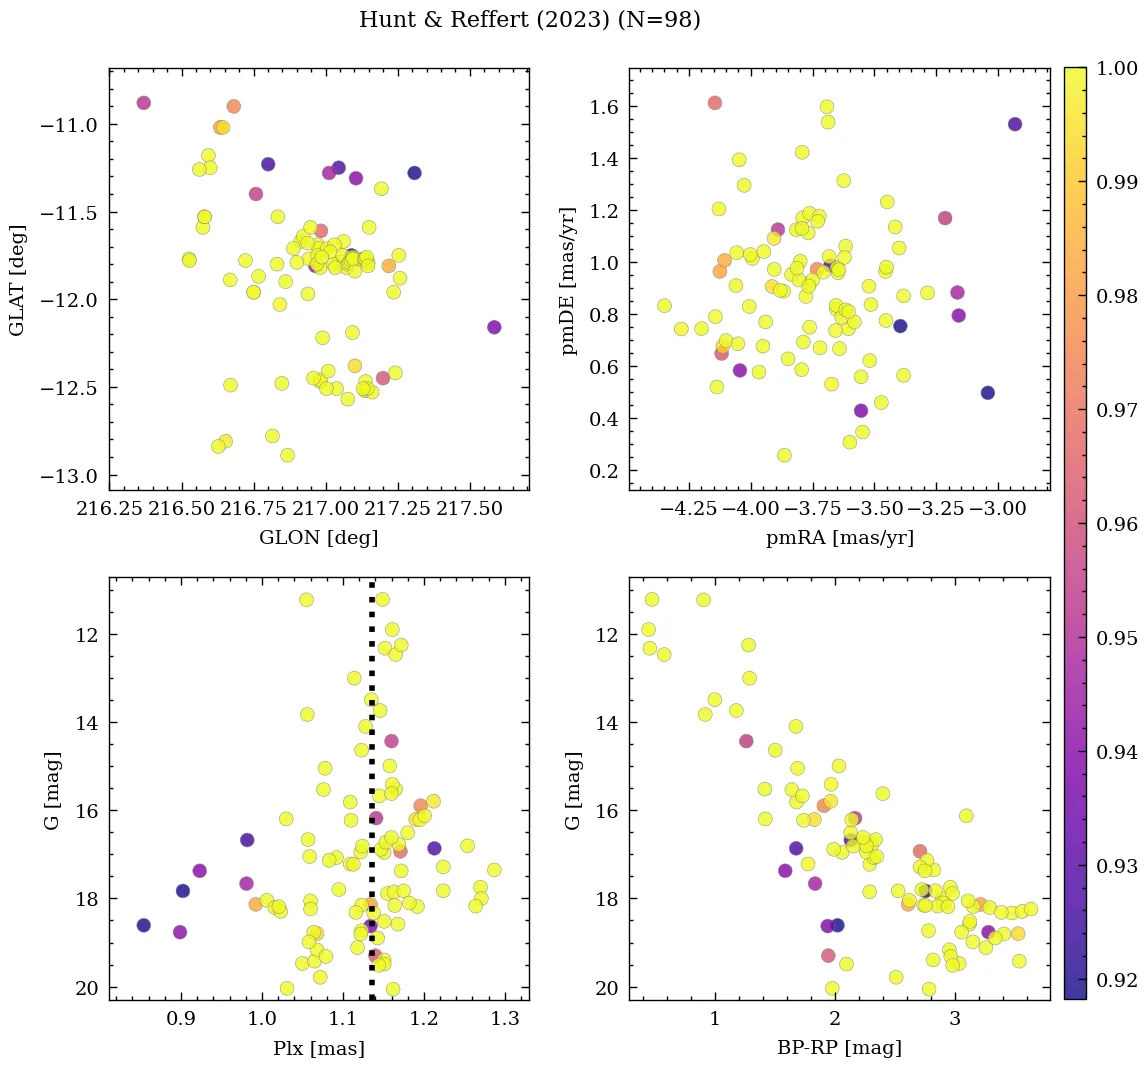 Hunt & Reffert (2023) (N=98)
−11.0
−11.5
−12.0
−12.5
−13.0
GLAT [deg]
216.25 216.50 216.75 217.00 217.25 217.50
GLON [deg]
1.6
1.4
1.2
1.0
0.8
0.6
0.4
0.2
pmDE [mas/yr]
−4.25 −4.00 −3.75 −3.50 −3.25 −3.00
pmRA [mas/yr]
12
14
16
18
20
G [mag]
0.9 1.0 1.1 1.2 1.3
Plx [mas]
12
14
16
18
20
G [mag]
1 2 3
BP-RP [mag]
1.00
0.99
0.98
0.97
0.96
0.95
0.94
0.93
0.92